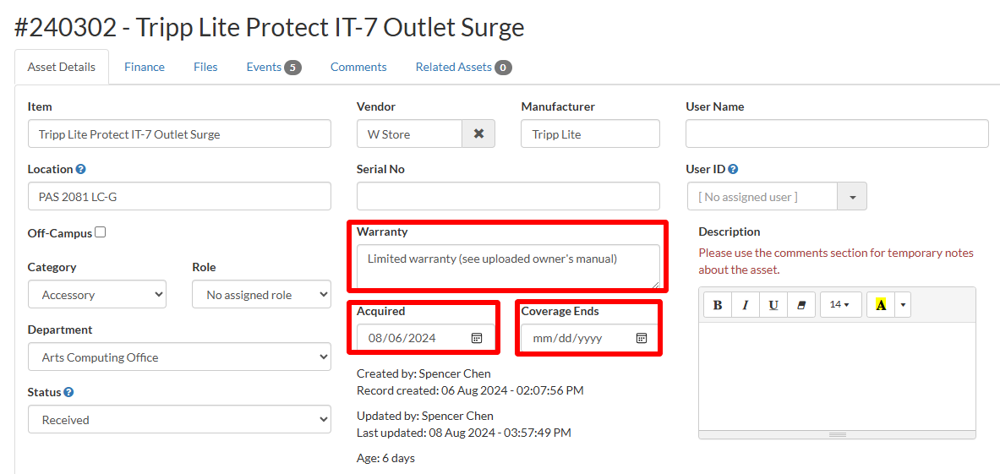 #240302 - Tripp Lite Protect IT-7 Outlet Surge
Asset Details Finance Files Events 5 Comments Related Assets 0
Item
Tripp Lite Protect IT-7 Outlet Surge
Vendor
W Store
Manufacturer
Tripp Lite
User Name
Location ?
PAS 2081 LC-G
Serial No
User ID ?
[ No assigned user ]
Off-Campus
Warranty
Limited warranty (see uploaded owner's manual)
Description
Please use the comments section for temporary notes
about the asset.
Category
Accessory
Role
No assigned role
B I U 14 A
Acquired
08/06/2024
Coverage Ends
mm/dd/yyyy
Department
Arts Computing Office
Created by: Spencer Chen
Record created: 06 Aug 2024 - 02:07:56 PM
Status ?
Received
Updated by: Spencer Chen
Last updated: 08 Aug 2024 - 03:57:49 PM
Age: 6 days